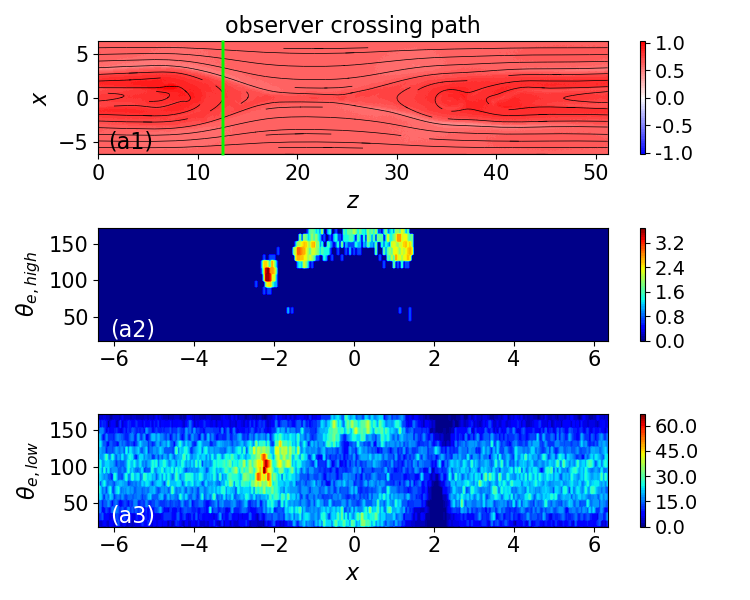 observer crossing path
x
5
0
−5
(a1)
0 10 20 30 40 50
z
1.0
0.5
0.0
-0.5
-1.0
θe,high
150
100
50
(a2)
−6 −4 −2 0 2 4 6
3.2
2.4
1.6
0.8
0.0
θe,low
150
100
50
(a3)
−6 −4 −2 0 2 4 6
x
60.0
45.0
30.0
15.0
0.0